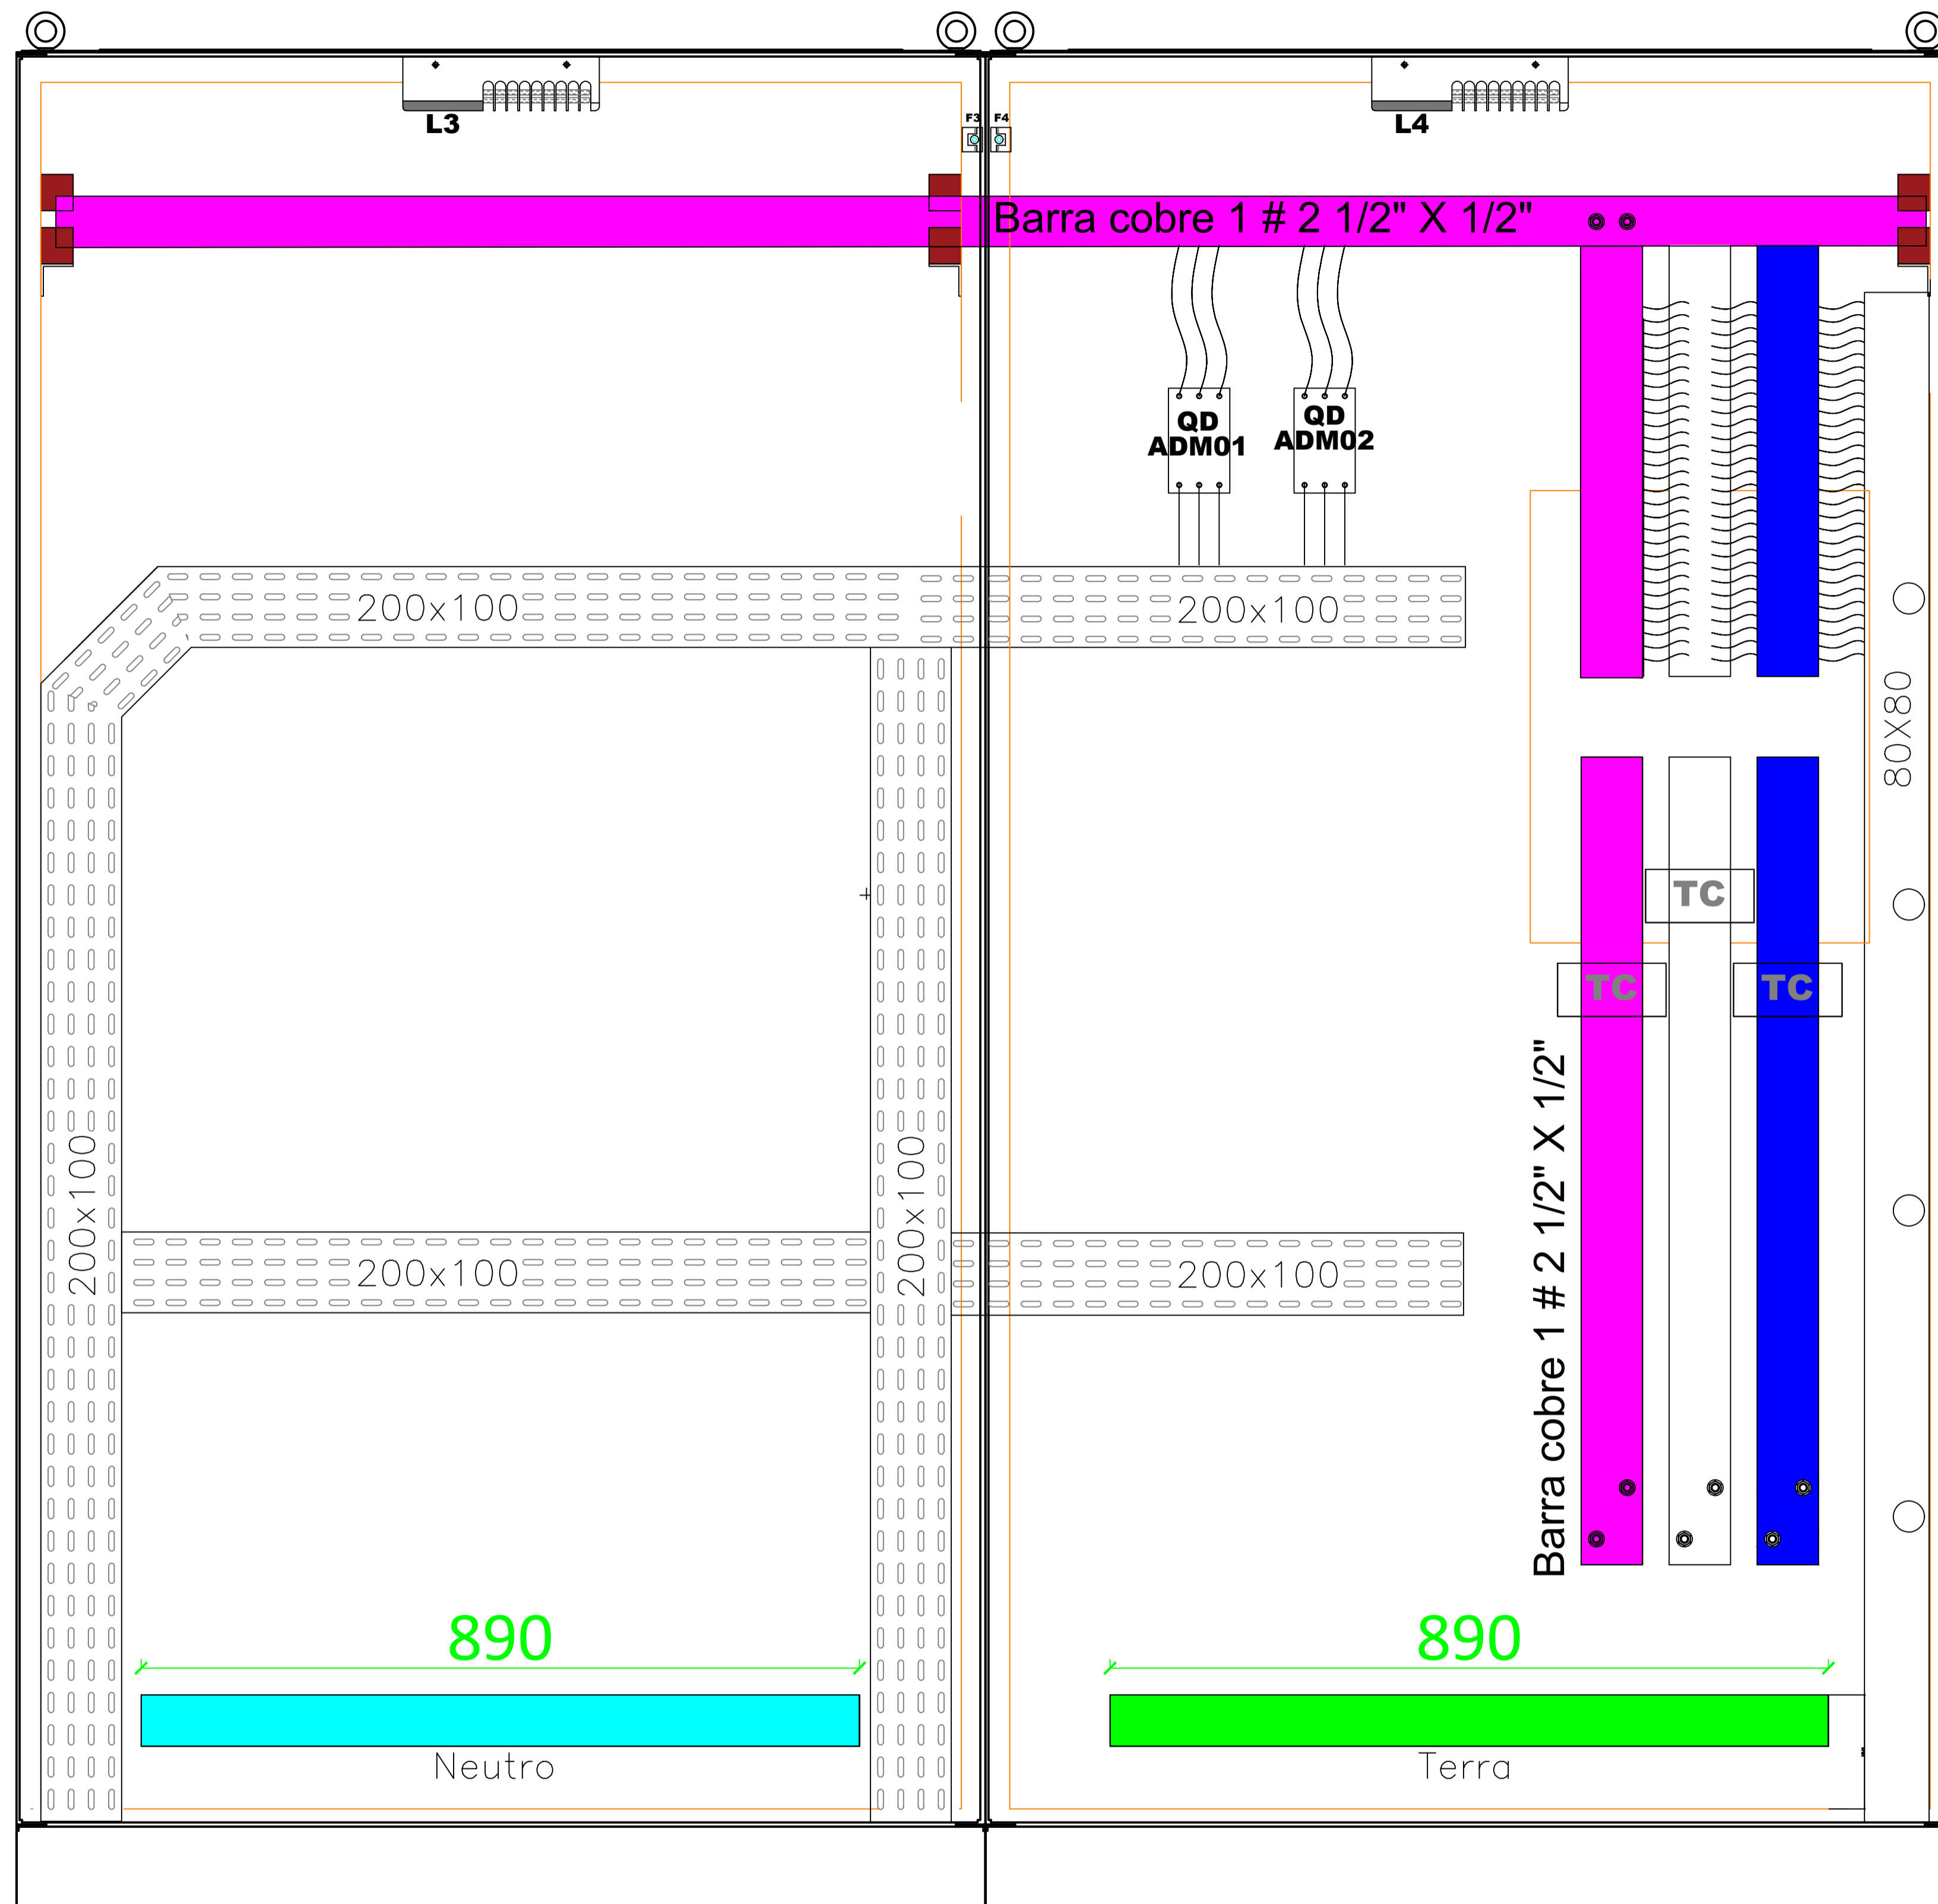 L3
L4
F3
F4
Barra cobre 1 # 2 1/2" X 1/2"
QD
ADM01
QD
ADM02
200x100
200x100
80X80
TC
TC
TC
Barra cobre 1 # 2 1/2" X 1/2"
200x100
200x100
200x100
200x100
890
890
Neutro
Terra